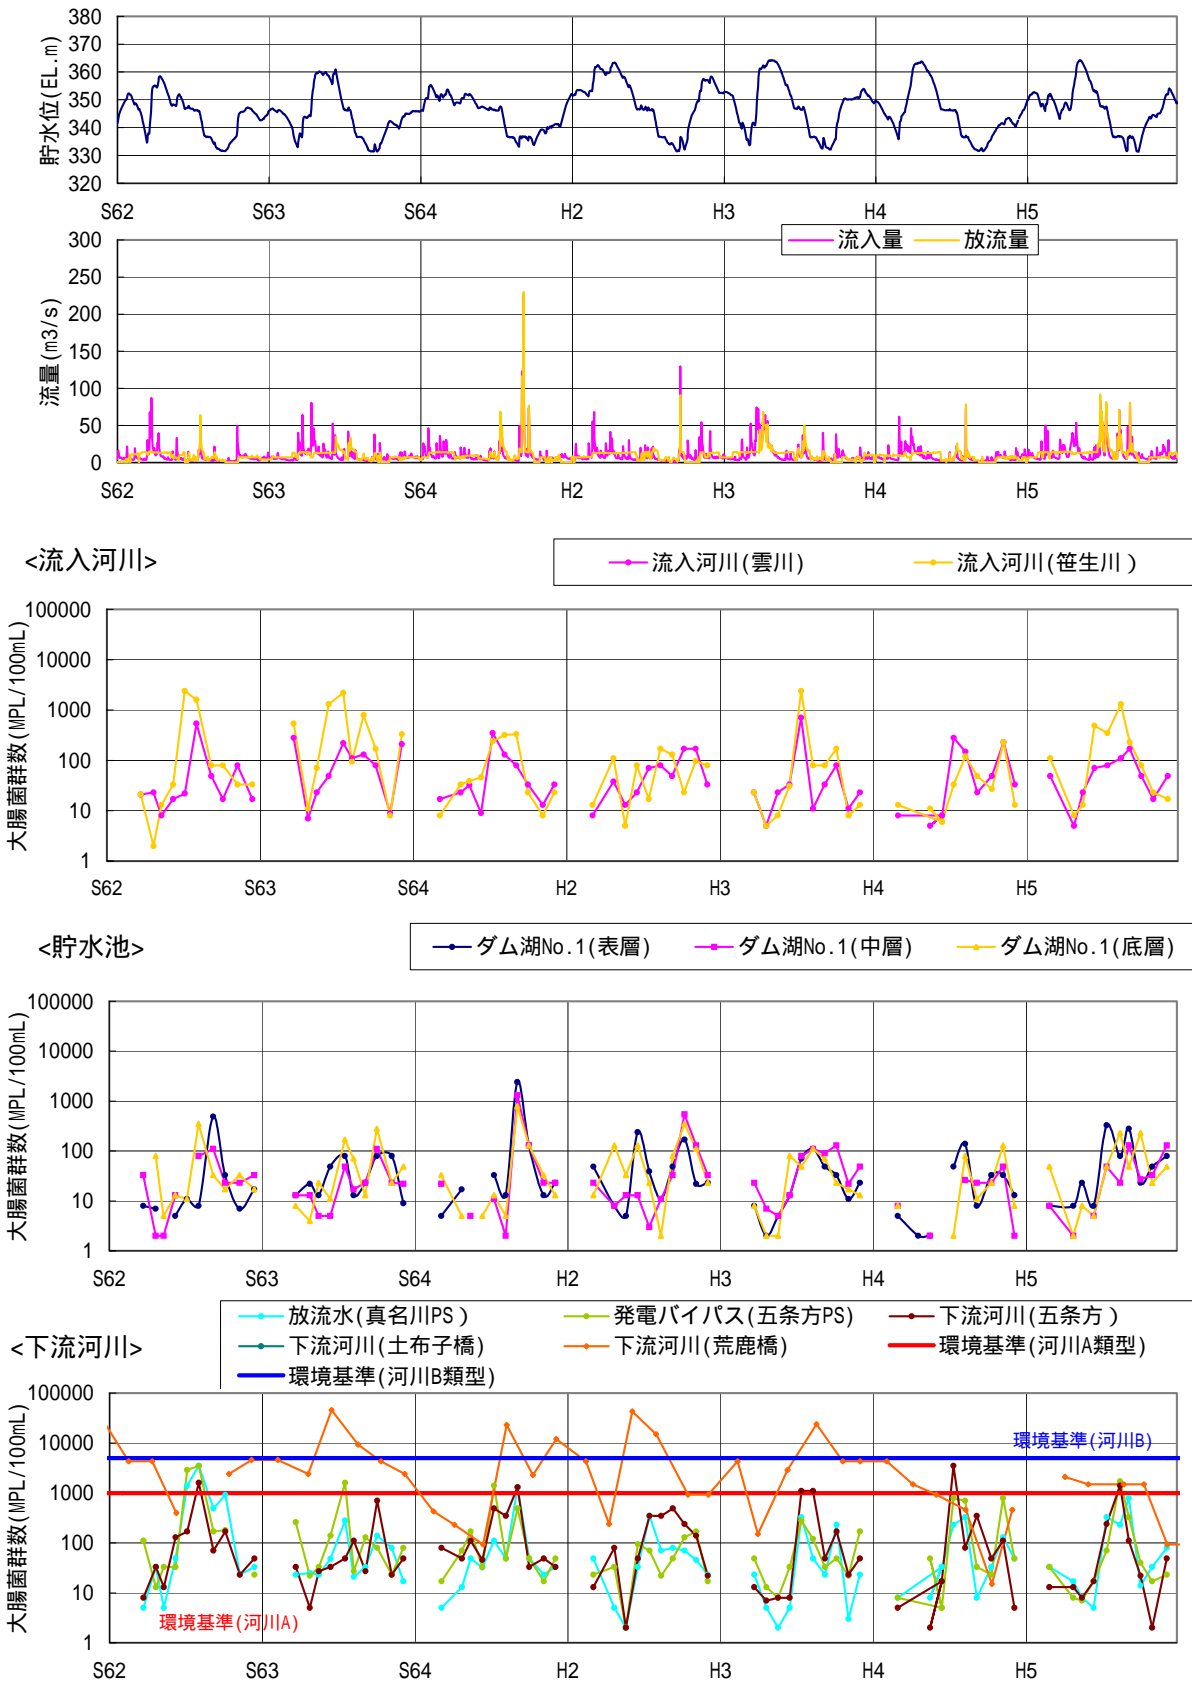 380
370
360
350
340
330
320
貯水位(EL.m)
S62 S63 S64 H2 H3 H4 H5
流入量 放流量
300
250
200
150
100
50
0
流量(m3/s)
S62 S63 S64 H2 H3 H4 H5
<流入河川>
流入河川(雲川) 流入河川(笹生川)
100000
10000
1000
100
10
1
大腸菌群数(MPL/100mL)
S62 S63 S64 H2 H3 H4 H5
<貯水池>
ダム湖No.1(表層) ダム湖No.1(中層) ダム湖No.1(底層)
100000
10000
1000
100
10
1
大腸菌群数(MPL/100mL)
S62 S63 S64 H2 H3 H4 H5
<下流河川>
放流水(真名川PS) 発電バイパス(五条方PS) 下流河川(五条方)
下流河川(土布子橋) 下流河川(荒鹿橋) 環境基準(河川A類型)
環境基準(河川B類型)
100000
10000
1000
100
10
1
大腸菌群数(MPL/100mL)
環境基準(河川B)
環境基準(河川A)
S62 S63 S64 H2 H3 H4 H5